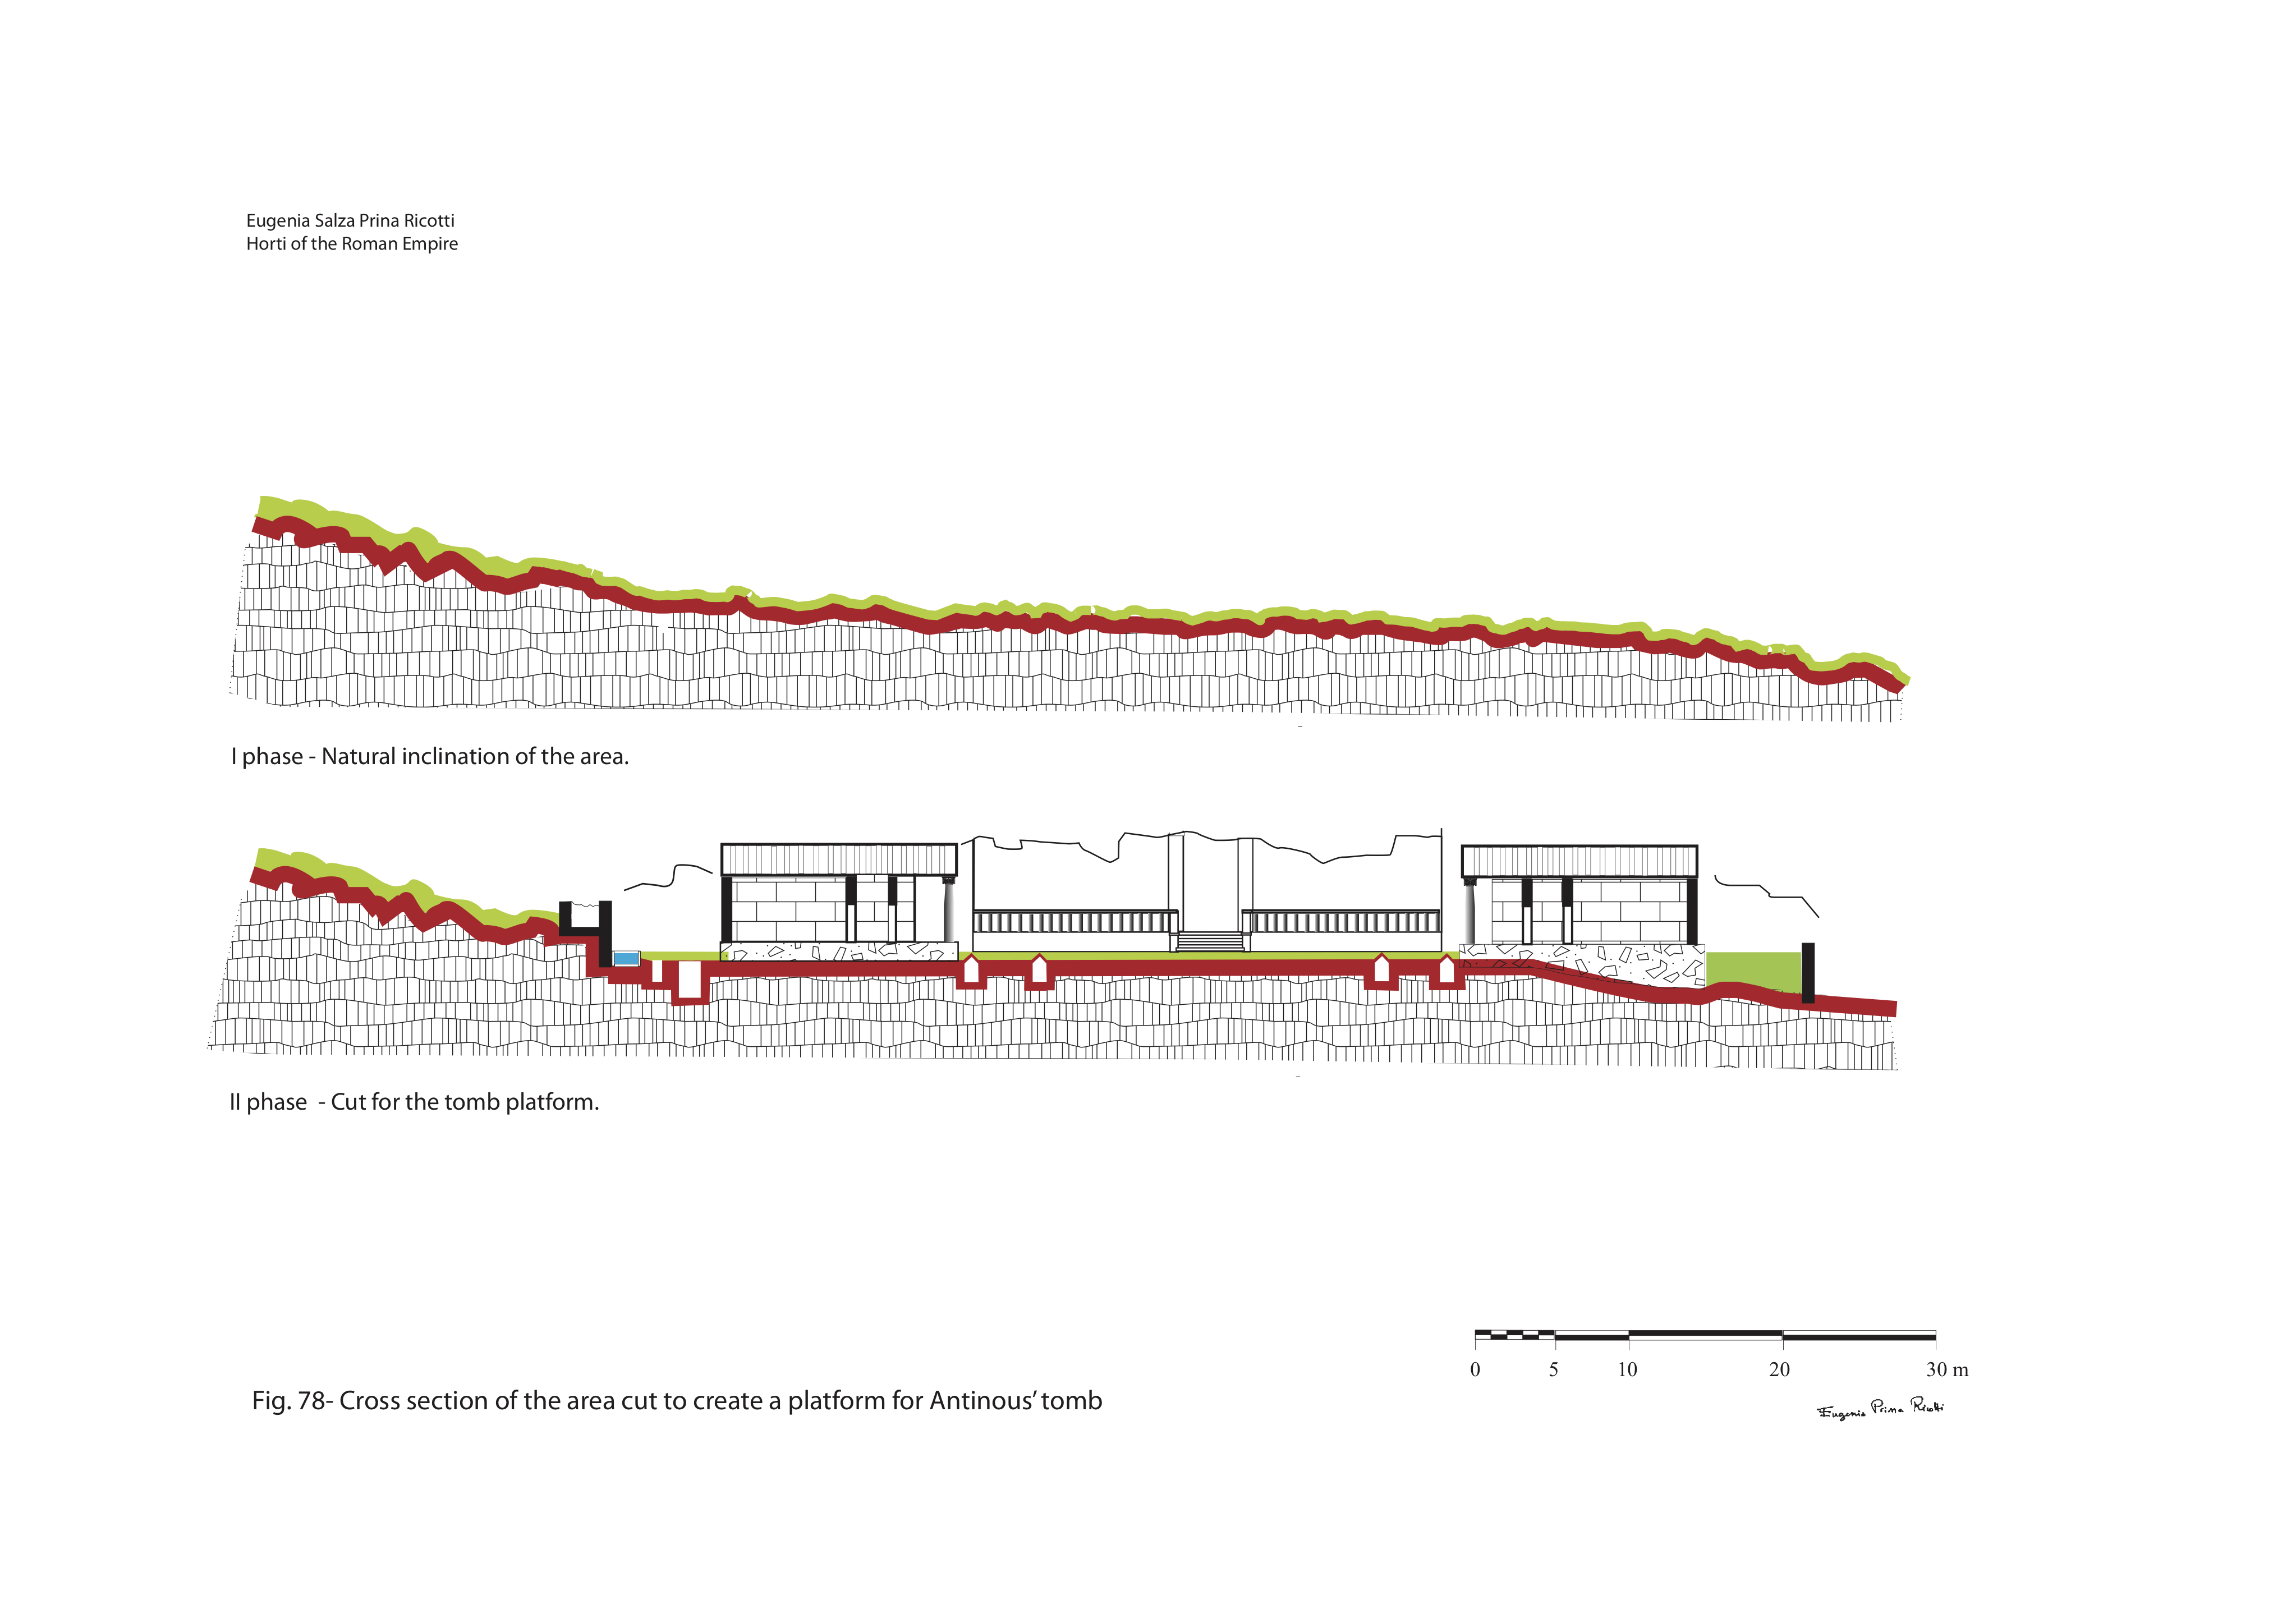 Eugenia Salza Prina Ricotti
Horti of the Roman Empire
I phase - Natural inclination of the area.
II phase - Cut for the tomb platform.
0 5 10 20 30 m
Fig. 78- Cross section of the area cut to create a platform for Antinous’ tomb
Eugenia Prina Ricotti